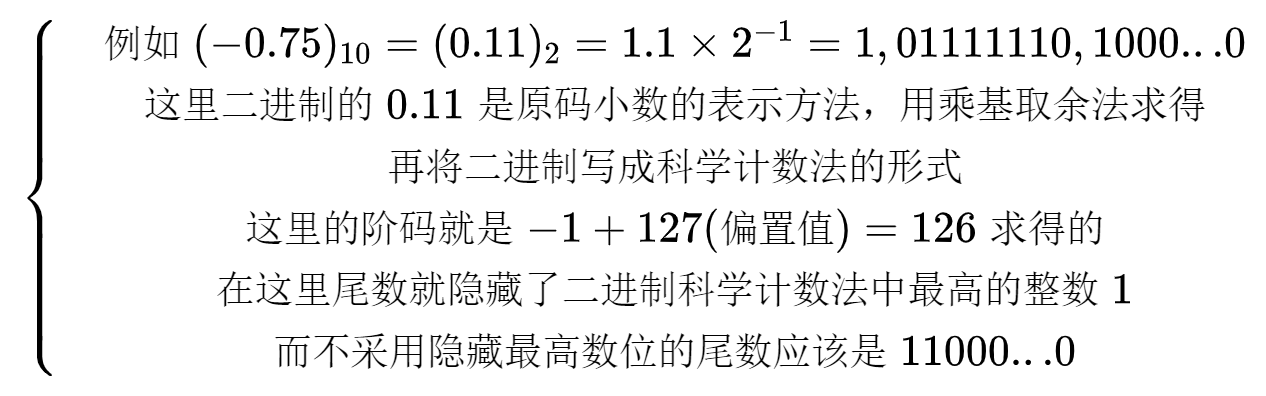 例如 (−0.75)₁₀ = (0.11)₂ = 1.1 × 2⁻¹ = 1, 01111110, 1000...0
这里二进制的 0.11 是原码小数的表示方法，用乘基取余法求得
再将二进制写成科学计数法的形式
这里的阶码就是 −1 + 127(偏置值) = 126 求得的
在这里尾数就隐藏了二进制科学计数法中最高的整数 1
而不采用隐藏最高数位的尾数应该是 11000...0